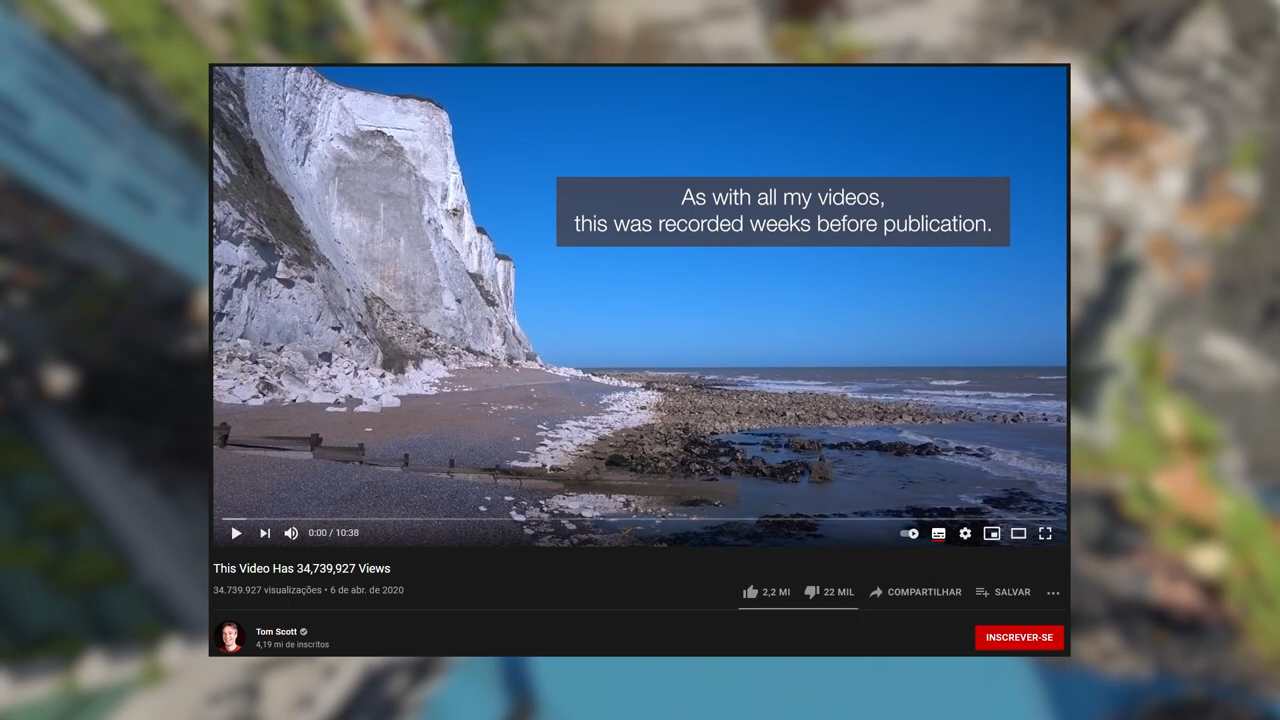 As with all my videos,
this was recorded weeks before publication.
0:00 / 10:38
This Video Has 34,739,927 Views
34.739.927 visualizações • 6 de abr. de 2020
2,2 MI
22 MIL
COMPARTILHAR
SALVAR
Tom Scott
4,19 mi de inscritos
INSCREVER-SE